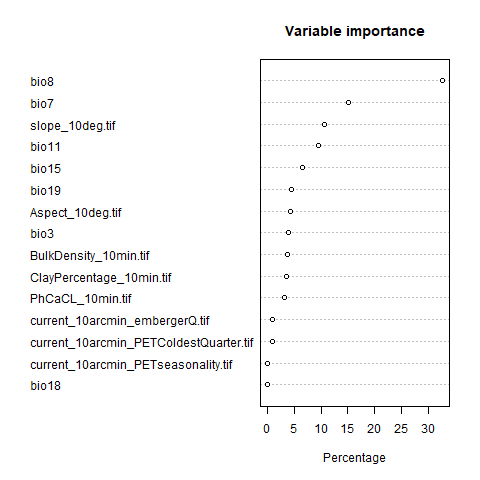 Variable importance
bio8
bio7
slope_10deg.tif
bio11
bio15
bio19
Aspect_10deg.tif
bio3
BulkDensity_10min.tif
ClayPercentage_10min.tif
PhCaCL_10min.tif
current_10arcmin_embergerQ.tif
current_10arcmin_PETColdestQuarter.tif
current_10arcmin_PETseasonality.tif
bio18
0 5 10 15 20 25 30
Percentage